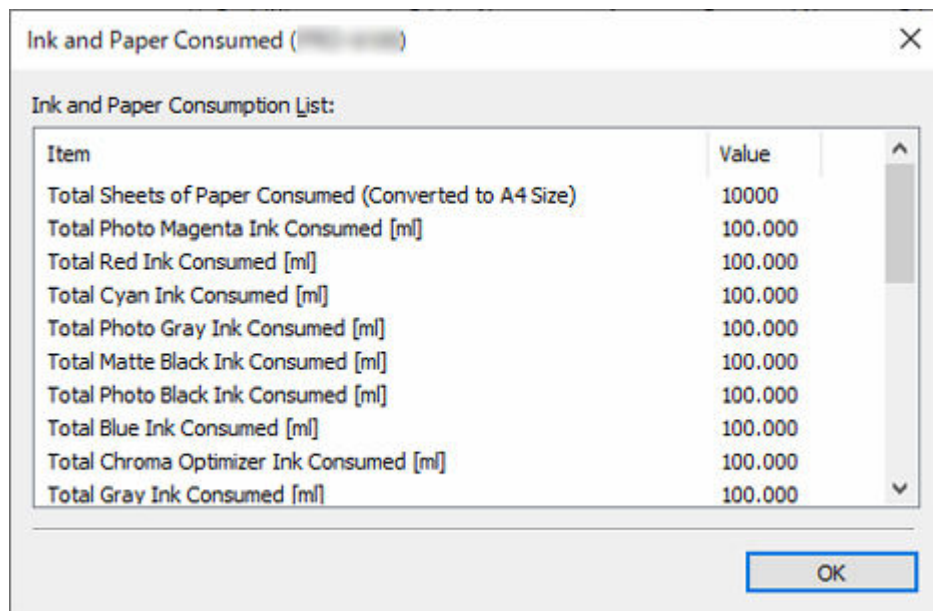 Ink and Paper Consumed ( )
Ink and Paper Consumption List:
Item Value
Total Sheets of Paper Consumed (Converted to A4 Size) 10000
Total Photo Magenta Ink Consumed [ml] 100.000
Total Red Ink Consumed [ml] 100.000
Total Cyan Ink Consumed [ml] 100.000
Total Photo Gray Ink Consumed [ml] 100.000
Total Matte Black Ink Consumed [ml] 100.000
Total Photo Black Ink Consumed [ml] 100.000
Total Blue Ink Consumed [ml] 100.000
Total Chroma Optimizer Ink Consumed [ml] 100.000
Total Gray Ink Consumed [ml] 100.000
OK